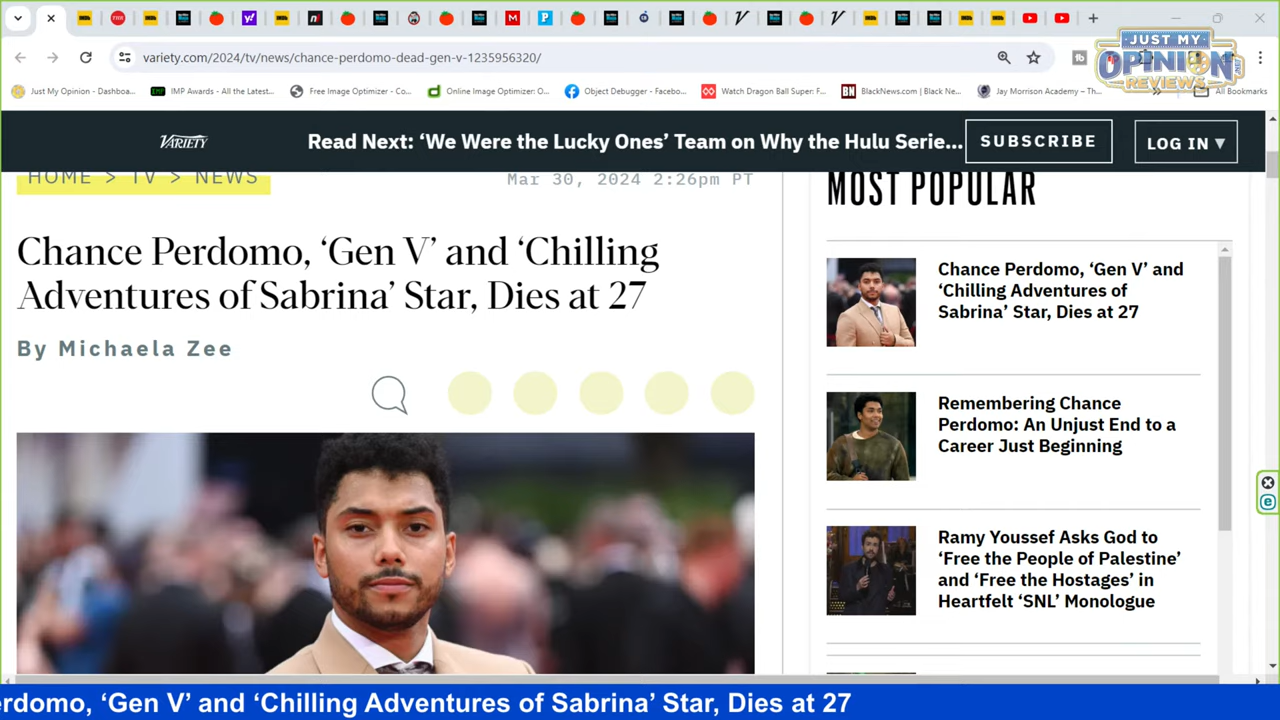 variety.com/2024/tv/news/chance-perdomo-dead-gen-v-1235956320/
JUST MY
OPINION
REVIEWS
Just My Opinion - Dashboa...
IMP Awards - All the Latest...
Free Image Optimizer - Co...
Online Image Optimizer: O...
Object Debugger - Faceboo...
Watch Dragon Ball Super: F...
BlackNews.com | Black Ne...
Jay Morrison Academy – Th...
All Bookmarks
VARIETY
Read Next: ‘We Were the Lucky Ones’ Team on Why the Hulu Serie...
SUBSCRIBE
LOG IN ▾
HOME > TV > NEWS
Mar 30, 2024 2:26pm PT
Chance Perdomo, ‘Gen V’ and ‘Chilling
Adventures of Sabrina’ Star, Dies at 27
By Michaela Zee
MOST POPULAR
Chance Perdomo, ‘Gen V’ and
‘Chilling Adventures of
Sabrina’ Star, Dies at 27
Remembering Chance
Perdomo: An Unjust End to a
Career Just Beginning
Ramy Youssef Asks God to
‘Free the People of Palestine’
and ‘Free the Hostages’ in
Heartfelt ‘SNL’ Monologue
erdomo, ‘Gen V’ and ‘Chilling Adventures of Sabrina’ Star, Dies at 27